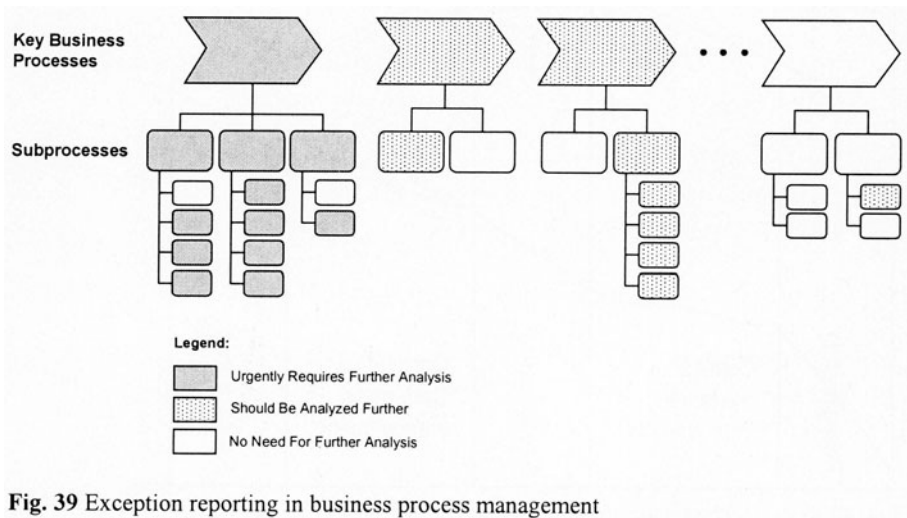 Key Business
Processes
Subprocesses
Legend:
Urgently Requires Further Analysis
Should Be Analyzed Further
No Need For Further Analysis
Fig. 39 Exception reporting in business process management